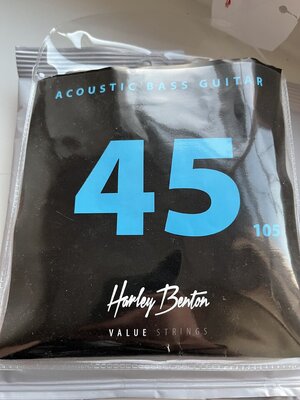 ACOUSTIC BASS GUITAR
45
105
Harley Benton
VALUE STRINGS